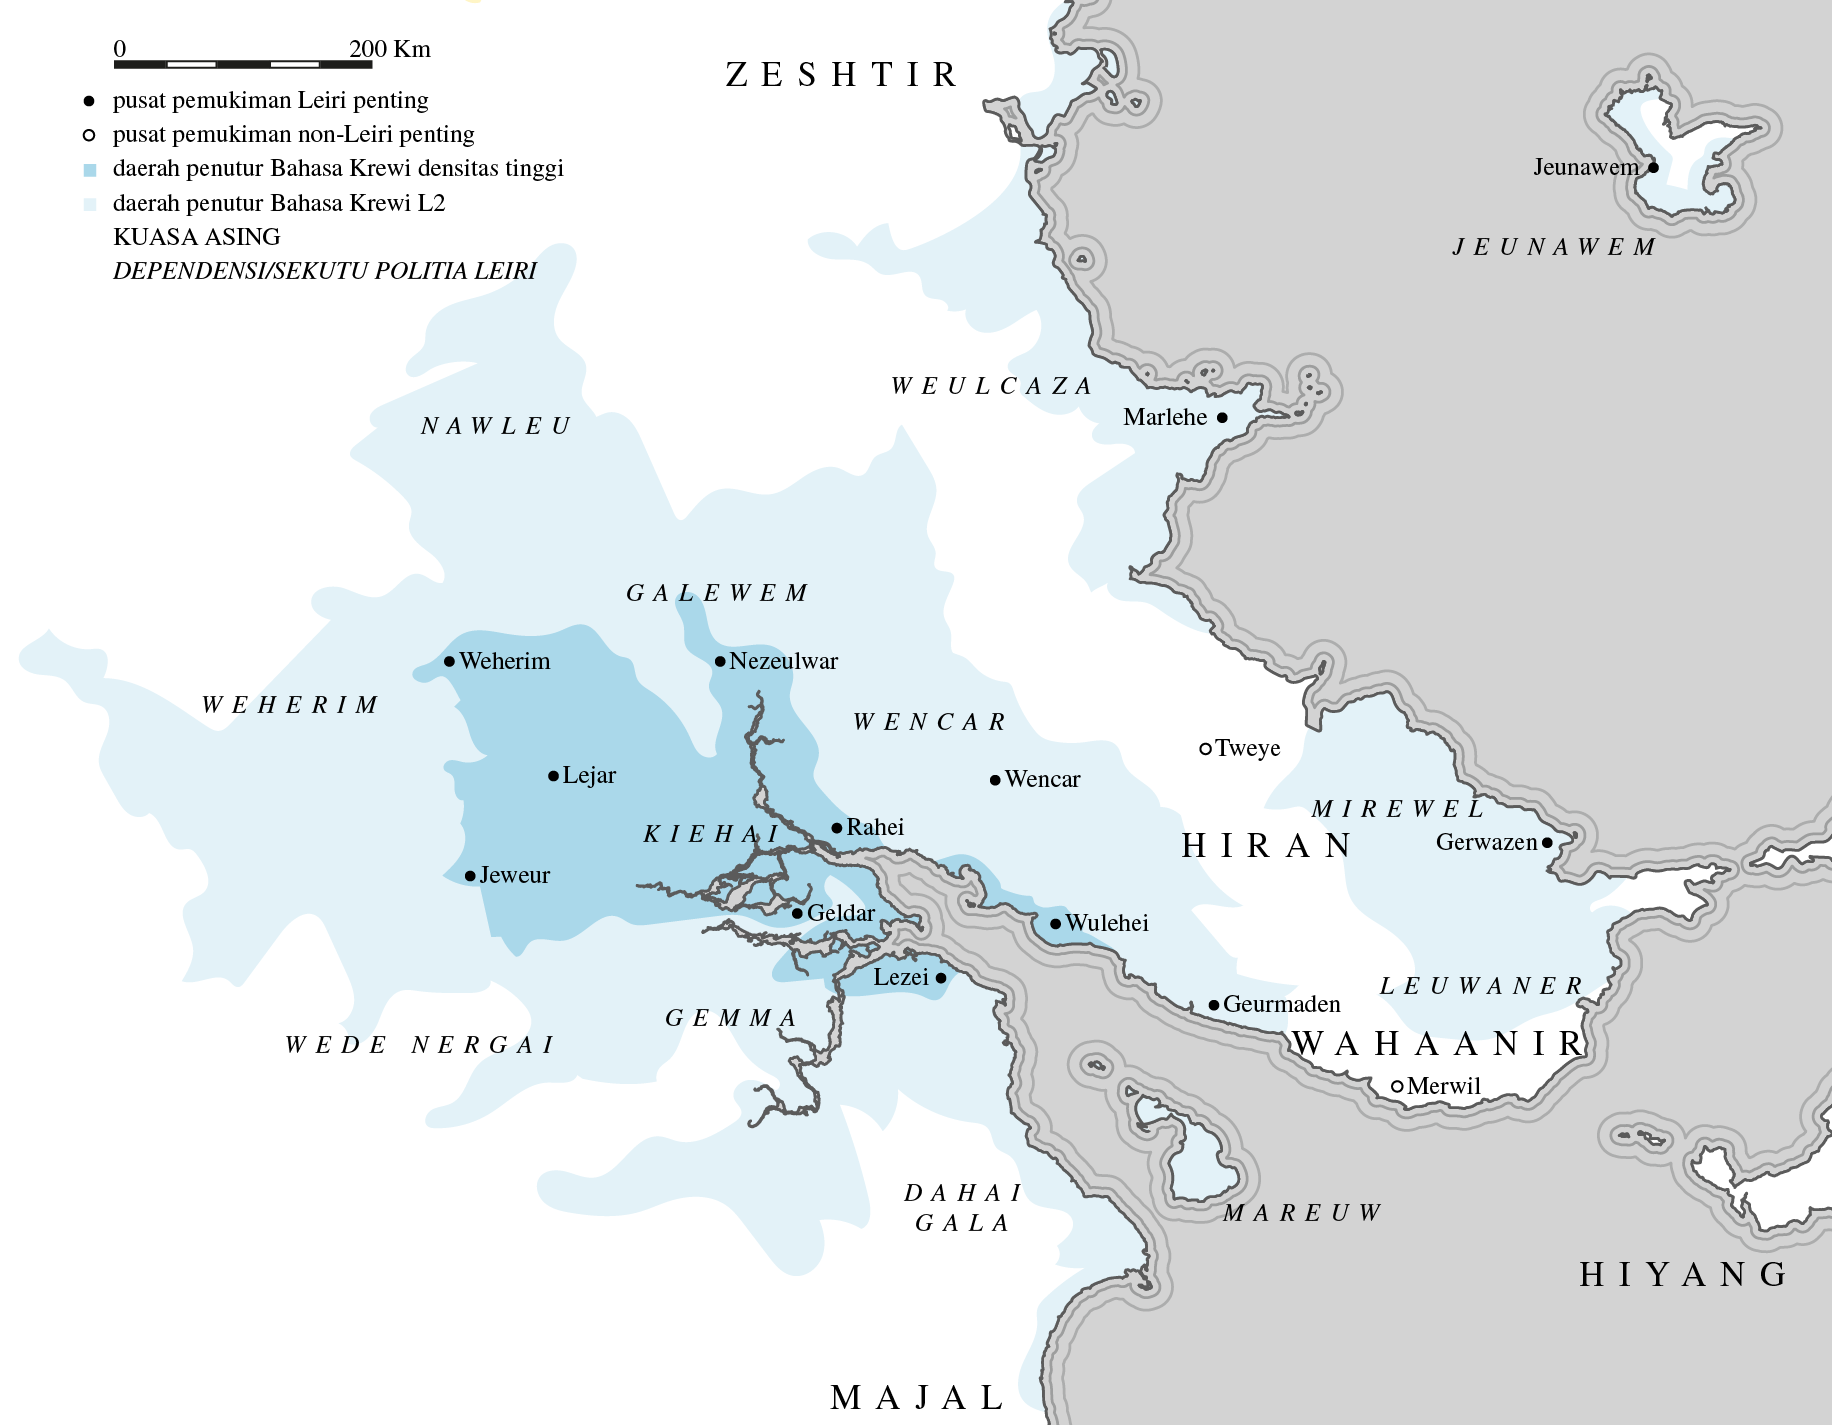 0 200 Km
pusat pemukiman Leiri penting
pusat pemukiman non-Leiri penting
daerah penutur Bahasa Krewi densitas tinggi
daerah penutur Bahasa Krewi L2
KUASA ASING
DEPENDENSI/SEKUTU POLITIA LEIRI
ZESHTIR
Jeunawem
JEUNAWEM
WEULCAZA
Marlehe
NAWLEU
GALEWEM
Weherim
Nezeulwar
WEHERIM
WENCAR
Tweye
Lejar
Wencar
MIREWEL
KIEHAI
Rahei
HIRAN
Gerwazen
Jeweur
Geldar
Wulehei
Lezei
LEUWANER
Geurmaden
GEMMA
WEDE NERGAI
WAHAANIR
Merwil
DAHAI
GALA
MAREUW
HIYANG
MAJAL